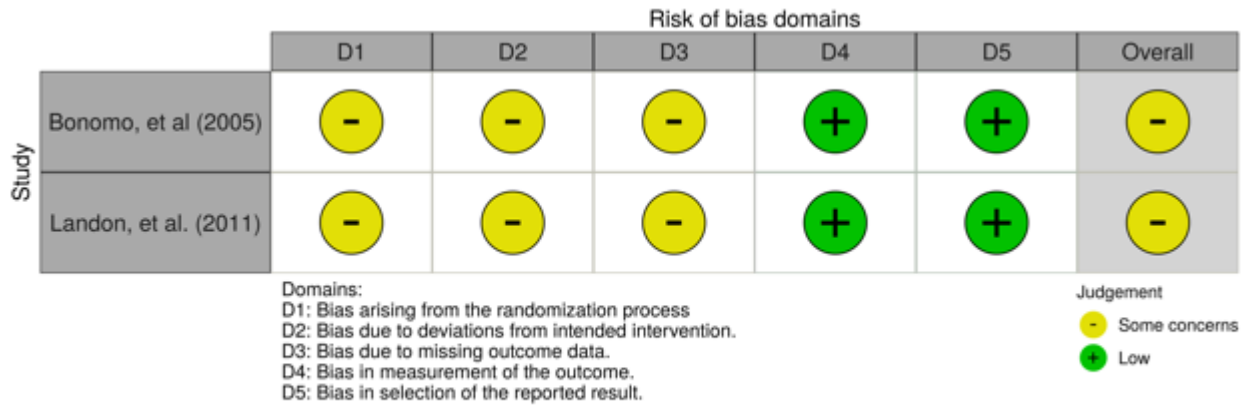 Risk of bias domains
D1 D2 D3 D4 D5 Overall
Study
Bonomo, et al (2005) - - - + + -
Landon, et al. (2011) - - - + + -
Domains:
D1: Bias arising from the randomization process
D2: Bias due to deviations from intended intervention.
D3: Bias due to missing outcome data.
D4: Bias in measurement of the outcome.
D5: Bias in selection of the reported result.
Judgement
- Some concerns
+ Low